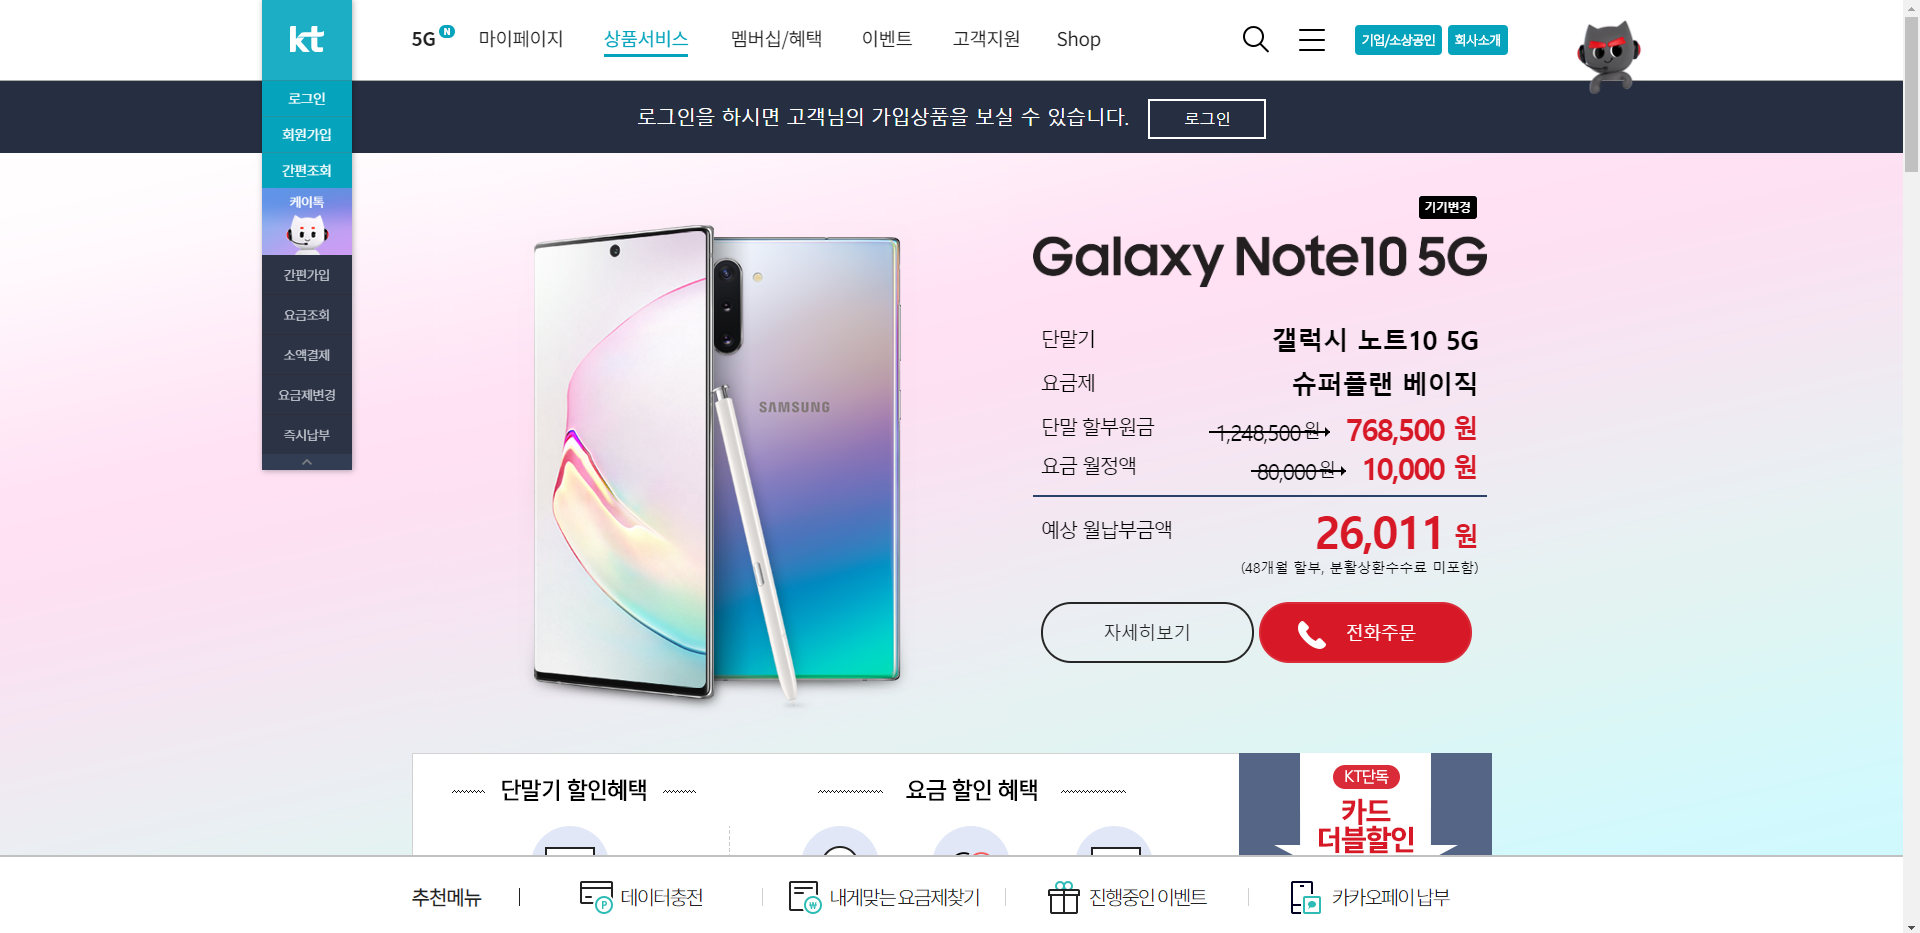 kt
5G N 마이페이지 상품서비스 멤버십/혜택 이벤트 고객지원 Shop 기업/소상공인 회사소개
로그인
회원가입
간편조회
케이톡
간편가입
요금조회
소액결제
요금제변경
즉시납부
로그인을 하시면 고객님의 가입상품을 보실 수 있습니다. 로그인
SAMSUNG
기기변경
Galaxy Note10 5G
단말기 갤럭시 노트10 5G
요금제 슈퍼플랜 베이직
단말 할부원금 1,248,500원 768,500 원
요금 월정액 80,000원 10,000 원
예상 월납부금액 26,011 원
(48개월 할부, 분할상환수수료 미포함)
자세히보기 전화주문
단말기 할인혜택 요금 할인 혜택
KT단독
카드
더블할인
추천메뉴 데이터충전 내게맞는 요금제찾기 진행중인 이벤트 카카오페이 납부